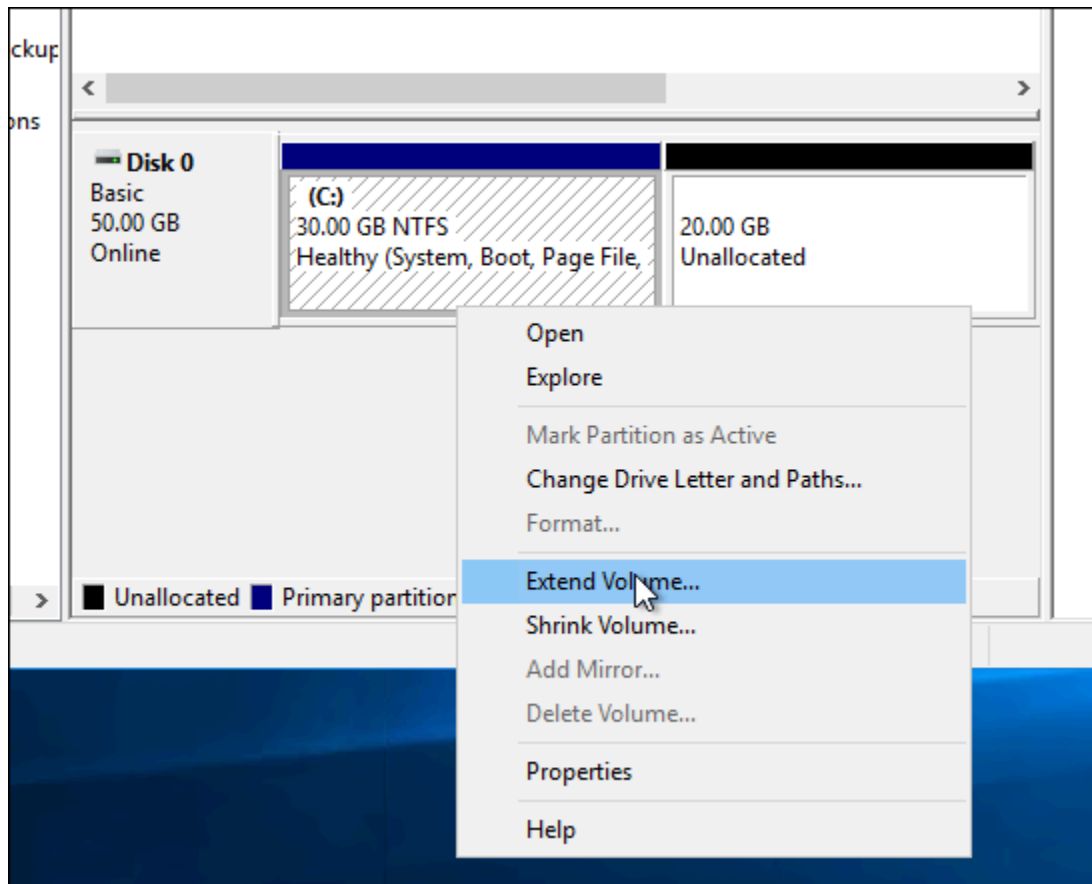 ons
Disk 0
Basic
50.00 GB
Online
(C:)
30.00 GB NTFS
Healthy (System, Boot, Page File,
20.00 GB
Unallocated
Open
Explore
Mark Partition as Active
Change Drive Letter and Paths...
Format...
Extend Volume...
Shrink Volume...
Add Mirror...
Delete Volume...
Properties
Help
Unallocated
Primary partition